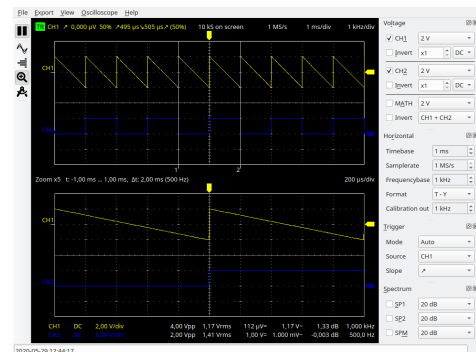 File Export View Oscilloscope Help
TR CH1 ↗ 0,000 µV 50% ↗495 µs↘505 µs↗ (50%) 10 kS on screen 1 MS/s 1 ms/div 1 kHz/div
CH1
CH2
1 2
Zoom x5 t: -1,00 ms ... 1,00 ms, Δt: 2,00 ms (500 Hz) 200 µs/div
CH1
CH1 DC 2,00 V/div 4,00 Vpp 1,17 Vrms 112 µV= 1,17 V~ 1,33 dB 1,000 kHz
2,00 Vpp 1,41 Vrms 1,00 V= 1.000 mV~ -0,003 dB 500,0 Hz
Voltage
CH1 2 V
Invert x1 DC
CH2 2 V
Invert x1 DC
MATH 2 V
Invert CH1 + CH2
Horizontal
Timebase 1 ms
Samplerate 1 MS/s
Frequencybase 1 kHz
Format T - Y
Calibration out 1 kHz
Trigger
Mode Auto
Source CH1
Slope ↗
Spectrum
SP1 20 dB
SP2 20 dB
SPM 20 dB
2020-05-29 17:44:17